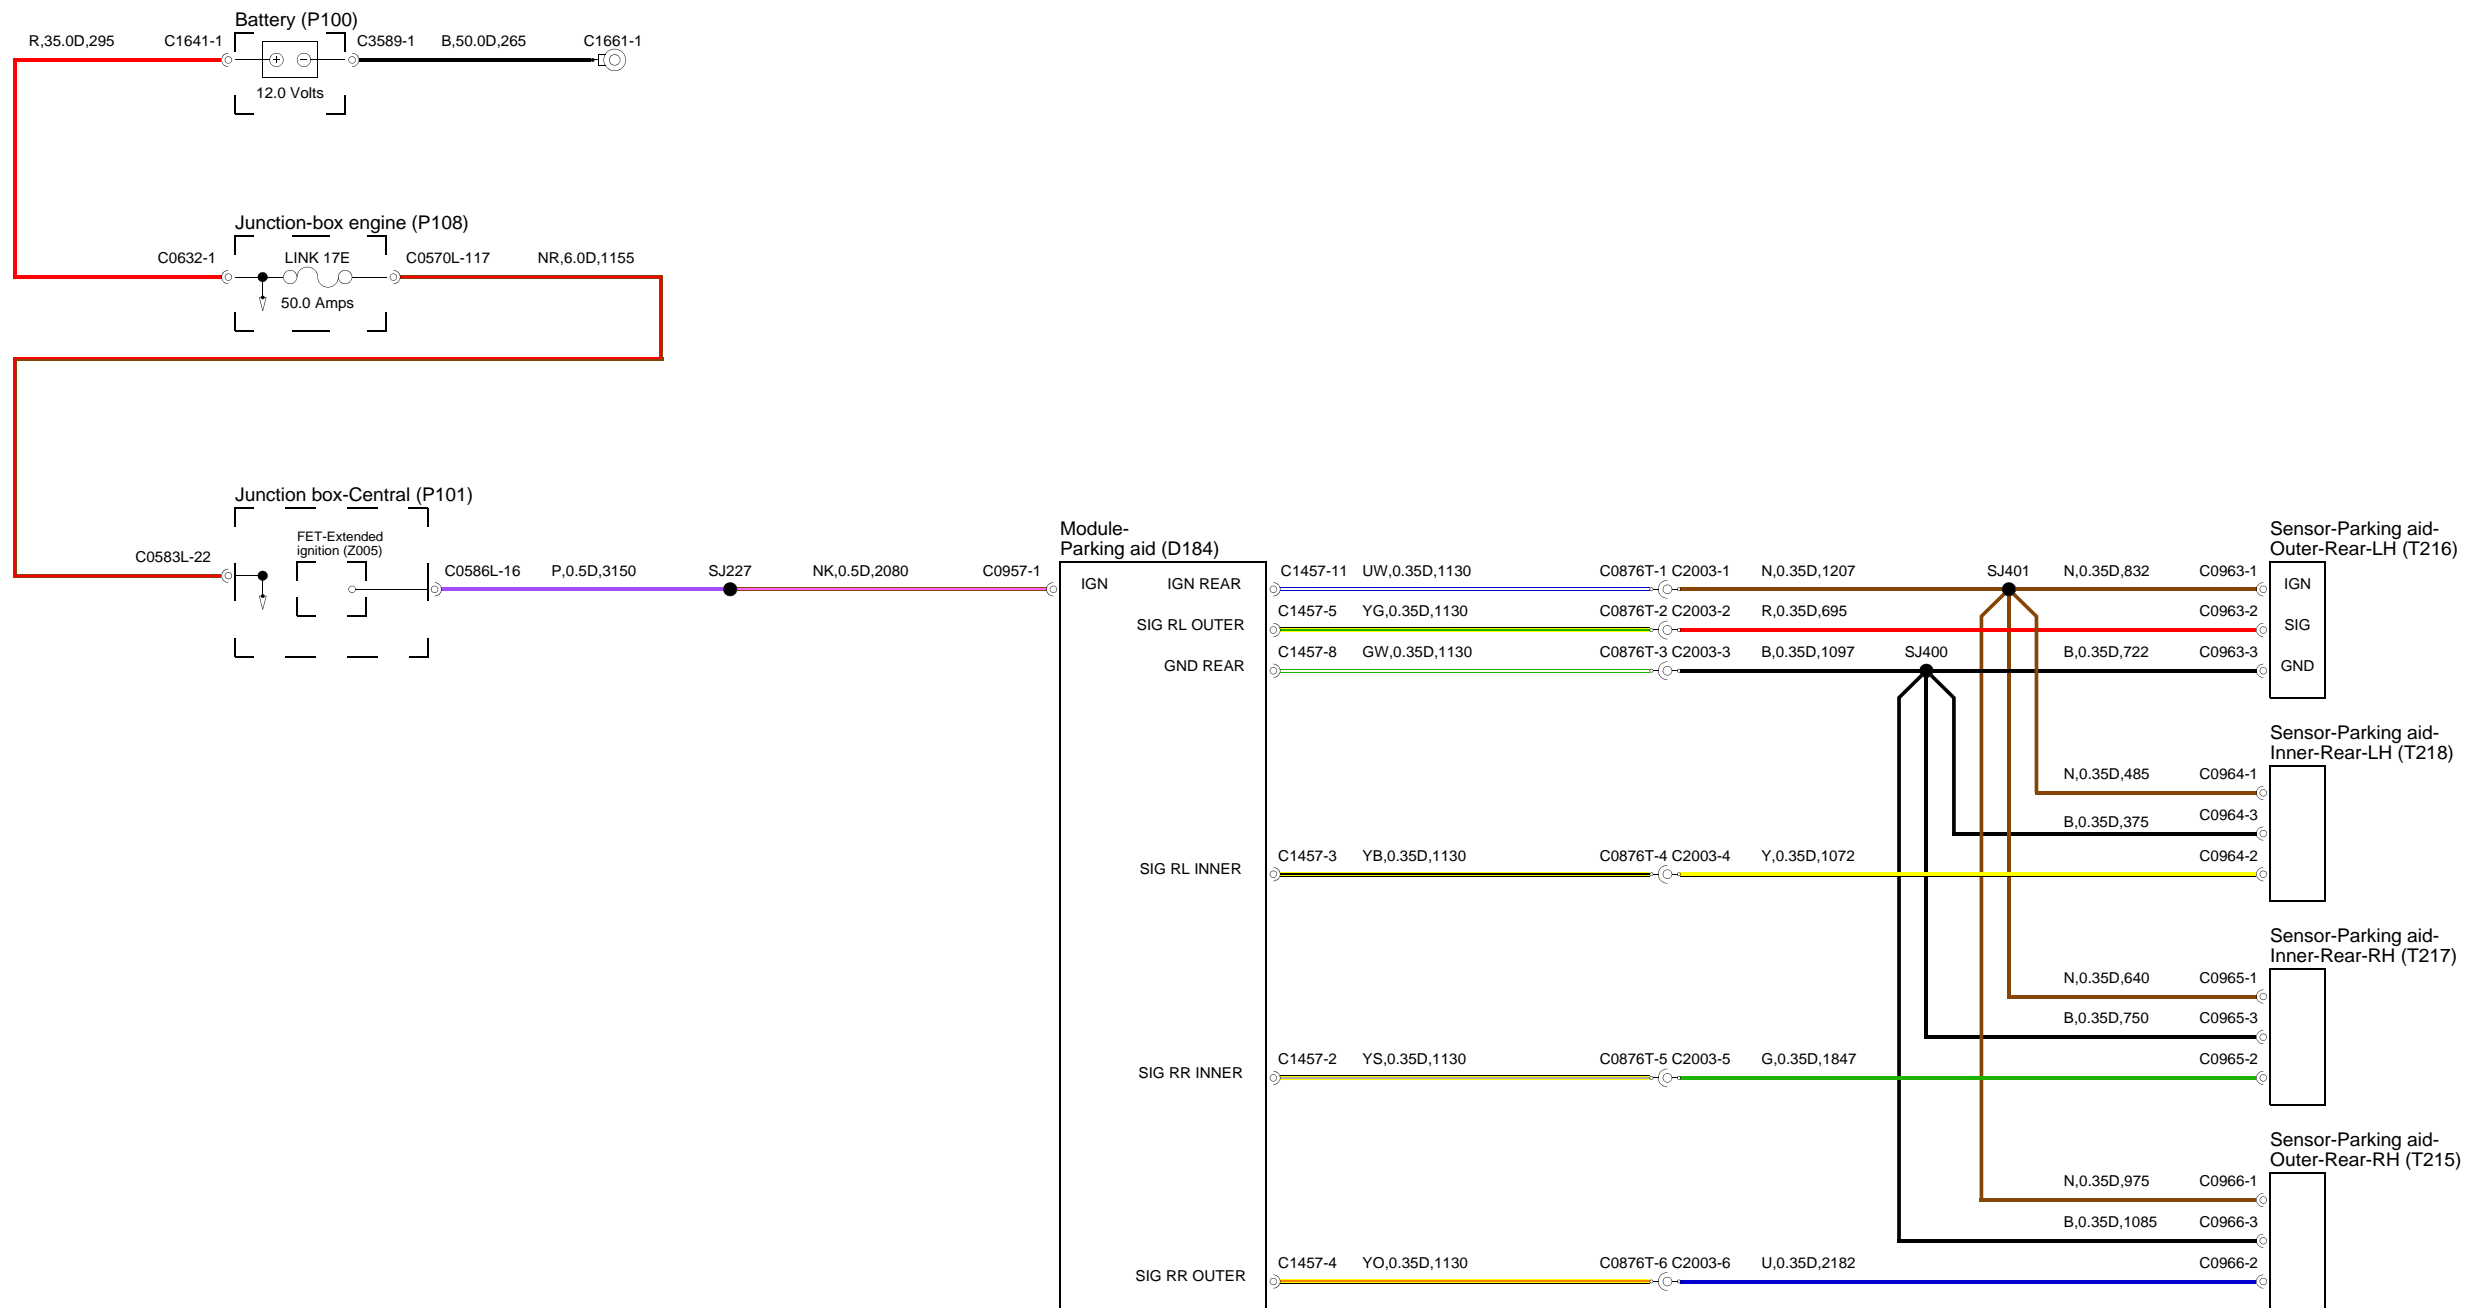 Battery (P100)
R,35.0D,295 C1641-1 C3589-1 B,50.0D,265 C1661-1
12.0 Volts
Junction-box engine (P108)
C0632-1 LINK 17E C0570L-117 NR,6.0D,1155
50.0 Amps
Junction box-Central (P101)
FET-Extended
ignition (Z005)
C0583L-22
C0586L-16 P,0.5D,3150 SJ227 NK,0.5D,2080 C0957-1
Module-
Parking aid (D184)
IGN IGN REAR
C1457-11 UW,0.35D,1130 C0876T-1 C2003-1 N,0.35D,1207 SJ401 N,0.35D,832 C0963-1
Sensor-Parking aid-
Outer-Rear-LH (T216)
IGN
C1457-5 YG,0.35D,1130 C0876T-2 C2003-2 R,0.35D,695 C0963-2
SIG RL OUTER
SIG
C1457-8 GW,0.35D,1130 C0876T-3 C2003-3 B,0.35D,1097 SJ400 B,0.35D,722 C0963-3
GND REAR
GND
Sensor-Parking aid-
Inner-Rear-LH (T218)
N,0.35D,485 C0964-1
B,0.35D,375 C0964-3
C1457-3 YB,0.35D,1130 C0876T-4 C2003-4 Y,0.35D,1072 C0964-2
SIG RL INNER
Sensor-Parking aid-
Inner-Rear-RH (T217)
N,0.35D,640 C0965-1
B,0.35D,750 C0965-3
C1457-2 YS,0.35D,1130 C0876T-5 C2003-5 G,0.35D,1847 C0965-2
SIG RR INNER
Sensor-Parking aid-
Outer-Rear-RH (T215)
N,0.35D,975 C0966-1
B,0.35D,1085 C0966-3
C1457-4 YO,0.35D,1130 C0876T-6 C2003-6 U,0.35D,2182 C0966-2
SIG RR OUTER